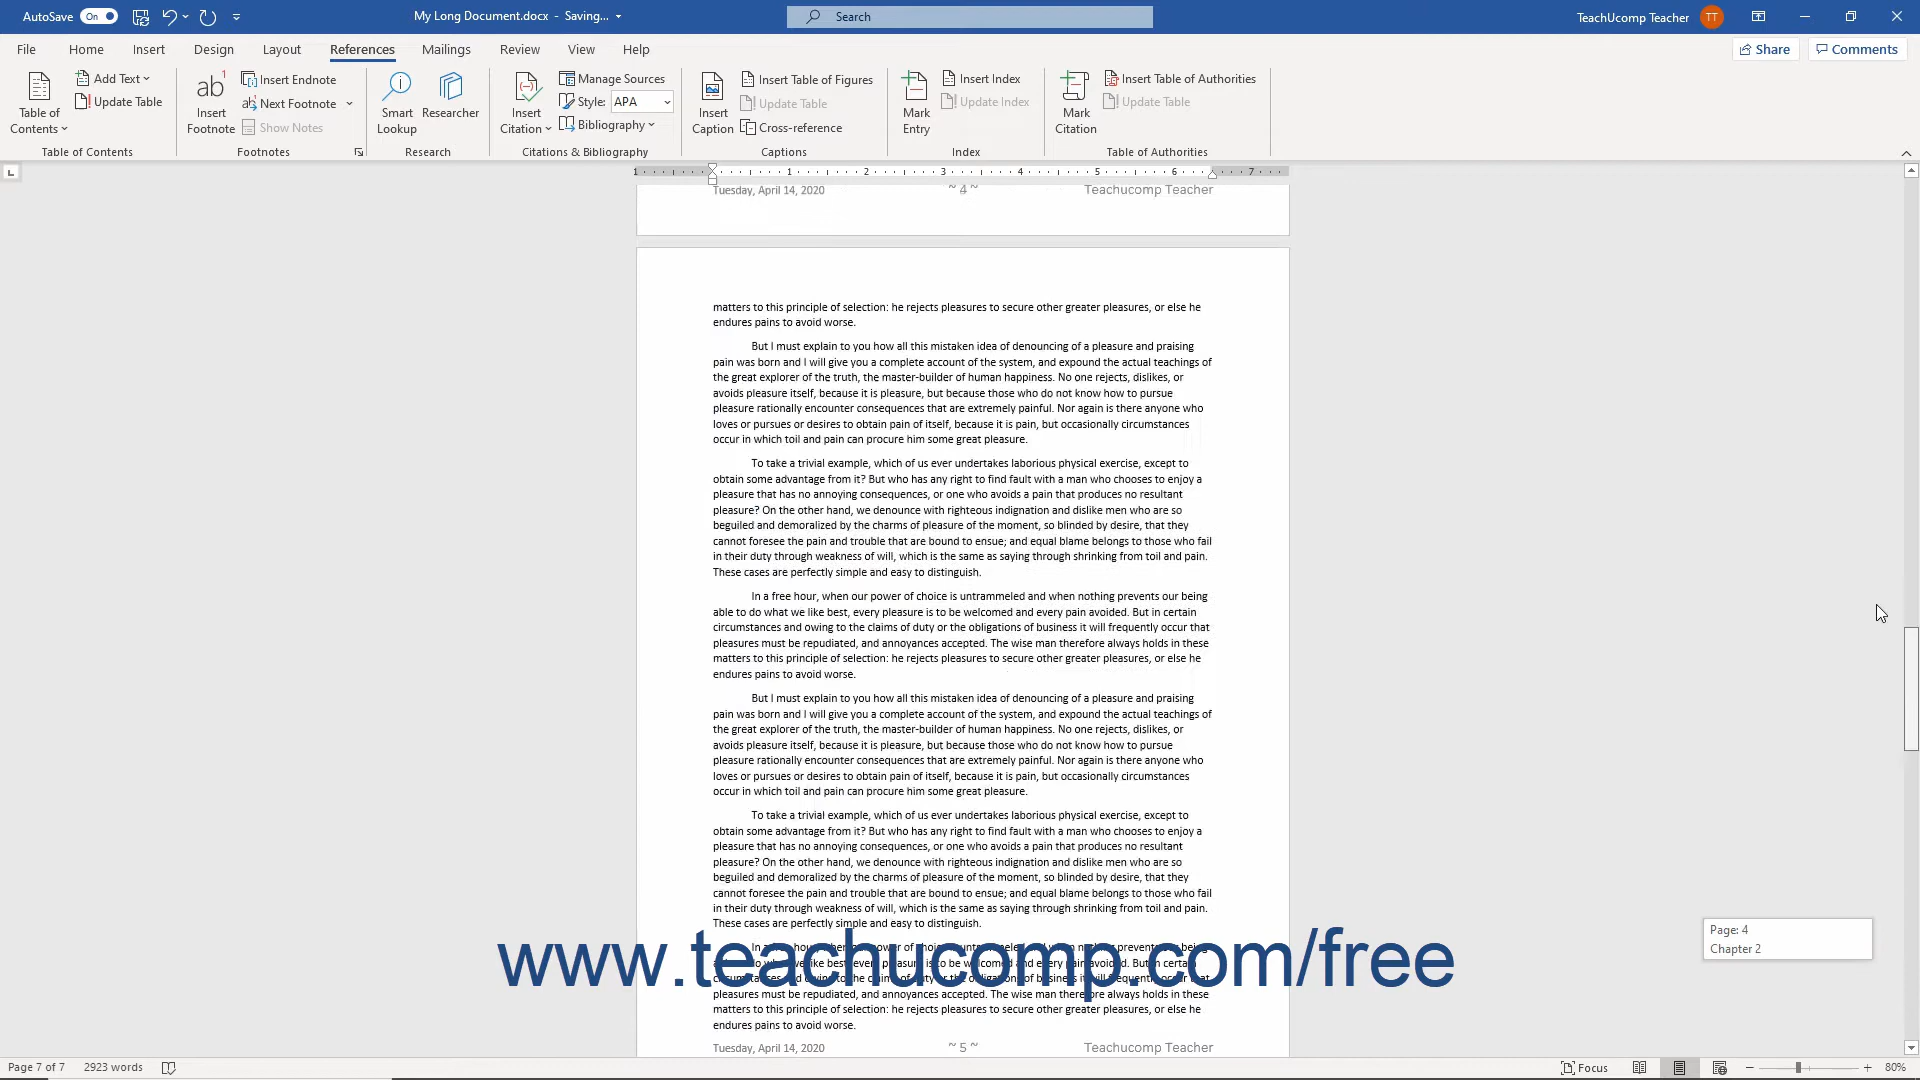 AutoSave On My Long Document.docx - Saving... Search TeachUcomp Teacher TT
File Home Insert Design Layout References Mailings Review View Help Share Comments
Table of Contents
Add Text
Update Table
Table of Contents
ab1
Insert Footnote
Insert Endnote
Next Footnote
Show Notes
Footnotes
Smart Lookup
Researcher
Research
Insert Citation
Manage Sources
Style: APA
Bibliography
Citations & Bibliography
Insert Caption
Insert Table of Figures
Update Table
Cross-reference
Captions
Mark Entry
Insert Index
Update Index
Index
Mark Citation
Insert Table of Authorities
Update Table
Table of Authorities
1 1 2 3 4 5 6 7
Tuesday, April 14, 2020 ~ 4 ~ Teachucomp Teacher
matters to this principle of selection: he rejects pleasures to secure other greater pleasures, or else he
endures pains to avoid worse.
But I must explain to you how all this mistaken idea of denouncing of a pleasure and praising
pain was born and I will give you a complete account of the system, and expound the actual teachings of
the great explorer of the truth, the master-builder of human happiness. No one rejects, dislikes, or
avoids pleasure itself, because it is pleasure, but because those who do not know how to pursue
pleasure rationally encounter consequences that are extremely painful. Nor again is there anyone who
loves or pursues or desires to obtain pain of itself, because it is pain, but occasionally circumstances
occur in which toil and pain can procure him some great pleasure.
To take a trivial example, which of us ever undertakes laborious physical exercise, except to
obtain some advantage from it? But who has any right to find fault with a man who chooses to enjoy a
pleasure that has no annoying consequences, or one who avoids a pain that produces no resultant
pleasure? On the other hand, we denounce with righteous indignation and dislike men who are so
beguiled and demoralized by the charms of pleasure of the moment, so blinded by desire, that they
cannot foresee the pain and trouble that are bound to ensue; and equal blame belongs to those who fail
in their duty through weakness of will, which is the same as saying through shrinking from toil and pain.
These cases are perfectly simple and easy to distinguish.
In a free hour, when our power of choice is untrammeled and when nothing prevents our being
able to do what we like best, every pleasure is to be welcomed and every pain avoided. But in certain
circumstances and owing to the claims of duty or the obligations of business it will frequently occur that
pleasures must be repudiated, and annoyances accepted. The wise man therefore always holds in these
matters to this principle of selection: he rejects pleasures to secure other greater pleasures, or else he
endures pains to avoid worse.
But I must explain to you how all this mistaken idea of denouncing of a pleasure and praising
pain was born and I will give you a complete account of the system, and expound the actual teachings of
the great explorer of the truth, the master-builder of human happiness. No one rejects, dislikes, or
avoids pleasure itself, because it is pleasure, but because those who do not know how to pursue
pleasure rationally encounter consequences that are extremely painful. Nor again is there anyone who
loves or pursues or desires to obtain pain of itself, because it is pain, but occasionally circumstances
occur in which toil and pain can procure him some great pleasure.
To take a trivial example, which of us ever undertakes laborious physical exercise, except to
obtain some advantage from it? But who has any right to find fault with a man who chooses to enjoy a
pleasure that has no annoying consequences, or one who avoids a pain that produces no resultant
pleasure? On the other hand, we denounce with righteous indignation and dislike men who are so
beguiled and demoralized by the charms of pleasure of the moment, so blinded by desire, that they
cannot foresee the pain and trouble that are bound to ensue; and equal blame belongs to those who fail
in their duty through weakness of will, which is the same as saying through shrinking from toil and pain.
These cases are perfectly simple and easy to distinguish.
www.teachucomp.com/free
pleasures must be repudiated, and annoyances accepted. The wise man therefore always holds in these
matters to this principle of selection: he rejects pleasures to secure other greater pleasures, or else he
endures pains to avoid worse.
Tuesday, April 14, 2020 ~ 5 ~ Teachucomp Teacher
Page: 4
Chapter 2
Page 7 of 7 2923 words Focus 80%